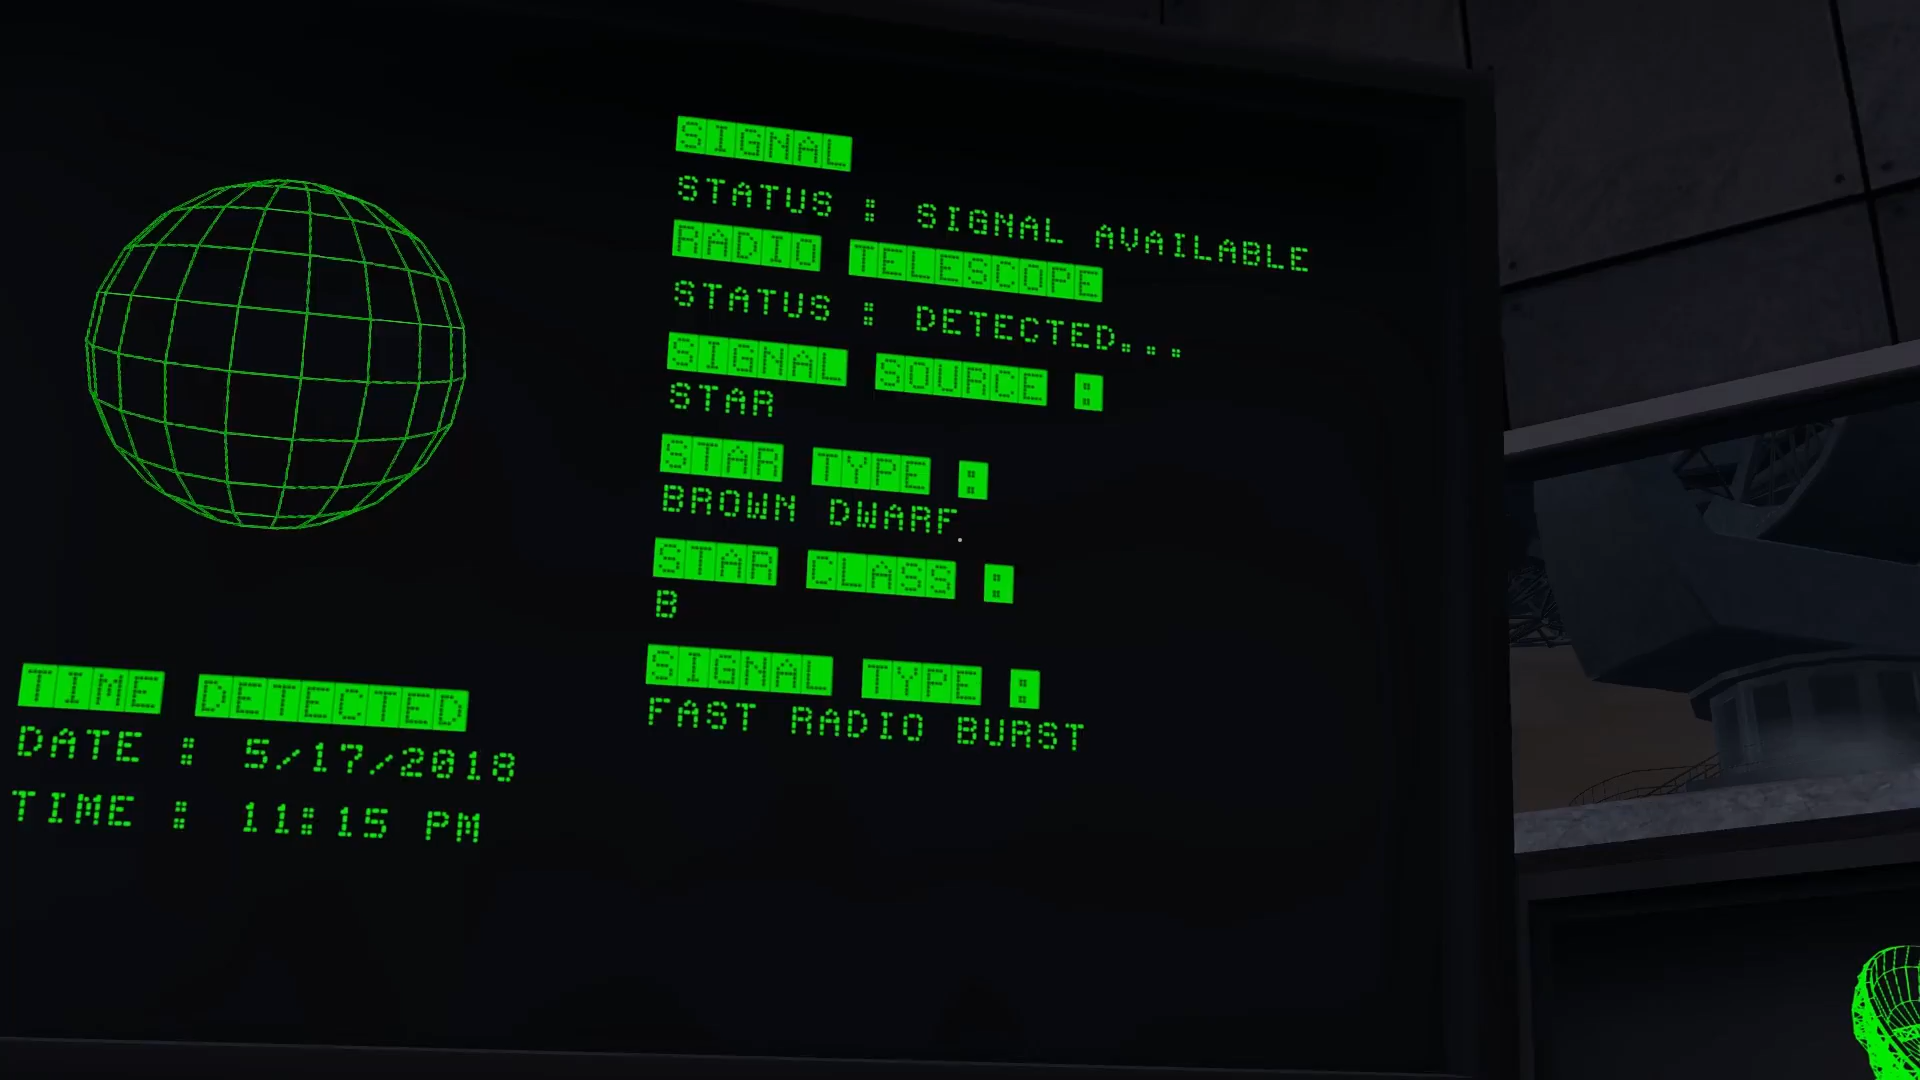 SIGNAL
STATUS : SIGNAL AVAILABLE
RADIO TELESCOPE
STATUS : DETECTED...
SIGNAL SOURCE :
STAR
STAR TYPE :
BROWN DWARF
STAR CLASS :
B
SIGNAL TYPE :
FAST RADIO BURST
TIME DETECTED
DATE : 5/17/2018
TIME : 11:15 PM